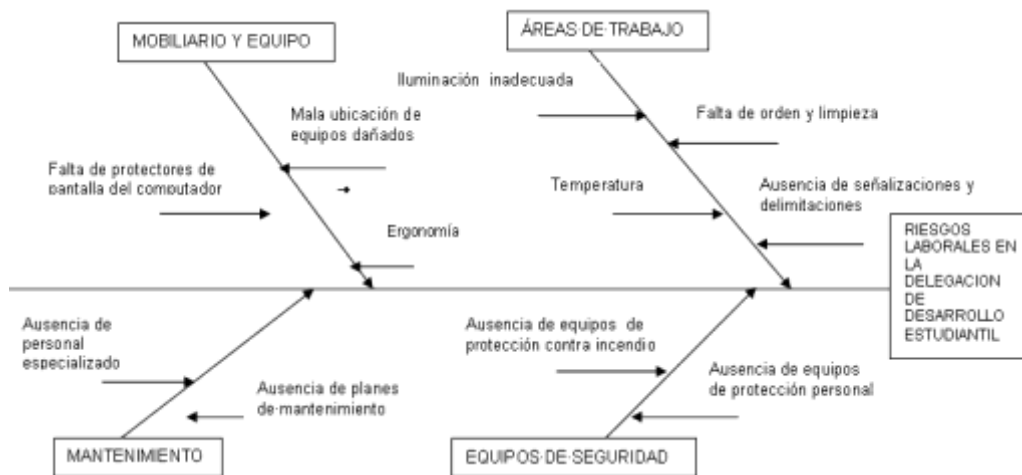 MOBILIARIO Y EQUIPO
ÁREAS DE TRABAJO
Iluminación inadecuada
Mala ubicación de
equipos dañados
Falta de orden y limpieza
Falta de protectores de
pantalla del computador
Temperatura
Ausencia de señalizaciones y
delimitaciones
Ergonomía
RIESGOS
LABORALES EN
LA
DELEGACION
DE
DESARROLLO
ESTUDIANTIL
Ausencia de
personal
especializado
Ausencia de equipos de
protección contra incendio
Ausencia de planes
de mantenimiento
Ausencia de equipos
de protección personal
MANTENIMIENTO
EQUIPOS DE SEGURIDAD